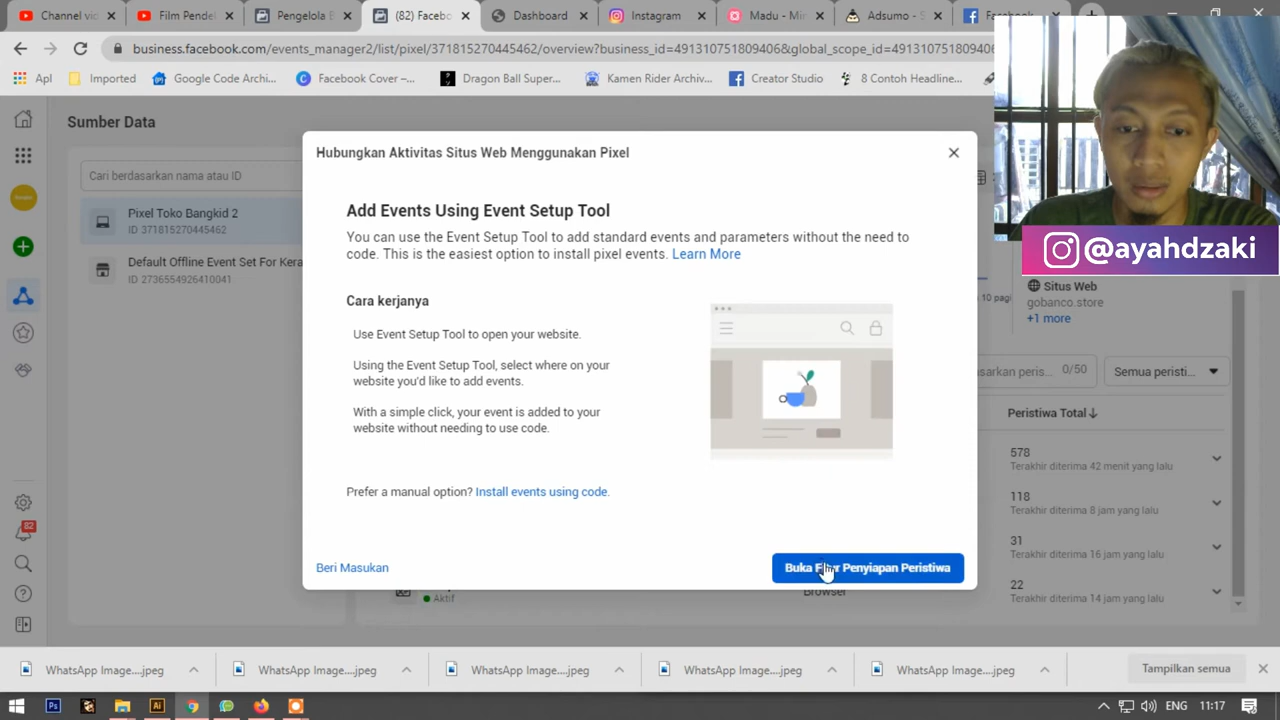 Channel vid
Film Pendel
Pengelola B
(82) Facebo
Dashboard
Instagram
Madu - Mir
Adsumo - S
Facebook
business.facebook.com/events_manager2/list/pixel/371815270445462/overview?business_id=491310751809406&global_scope_id=491310751809406
Apl
Imported
Google Code Archi...
Facebook Cover –...
Dragon Ball Super...
Kamen Rider Archiv...
Creator Studio
8 Contoh Headline...
Sumber Data
Cari berdasarkan nama atau ID
Pixel Toko Bangkid 2
ID 371815270445462
Default Offline Event Set For Kera
ID 2736554926410041
Hubungkan Aktivitas Situs Web Menggunakan Pixel
Add Events Using Event Setup Tool
You can use the Event Setup Tool to add standard events and parameters without the need to
code. This is the easiest option to install pixel events. Learn More
Cara kerjanya
Use Event Setup Tool to open your website.
Using the Event Setup Tool, select where on your
website you'd like to add events.
With a simple click, your event is added to your
website without needing to use code.
Prefer a manual option? Install events using code.
Beri Masukan
Buka Penyiapan Peristiwa
@ayahdzaki
Situs Web
10 pagi
gobanco.store
+1 more
sarkan peris... 0/50
Semua peristi...
Peristiwa Total
578
Terakhir diterima 42 menit yang lalu
118
Terakhir diterima 8 jam yang lalu
31
Terakhir diterima 16 jam yang lalu
22
Terakhir diterima 14 jam yang lalu
Aktif
Browser
82
WhatsApp Image....jpeg
WhatsApp Image....jpeg
WhatsApp Image....jpeg
WhatsApp Image....jpeg
WhatsApp Image....jpeg
Tampilkan semua
Ps
Ai
ENG
11:17